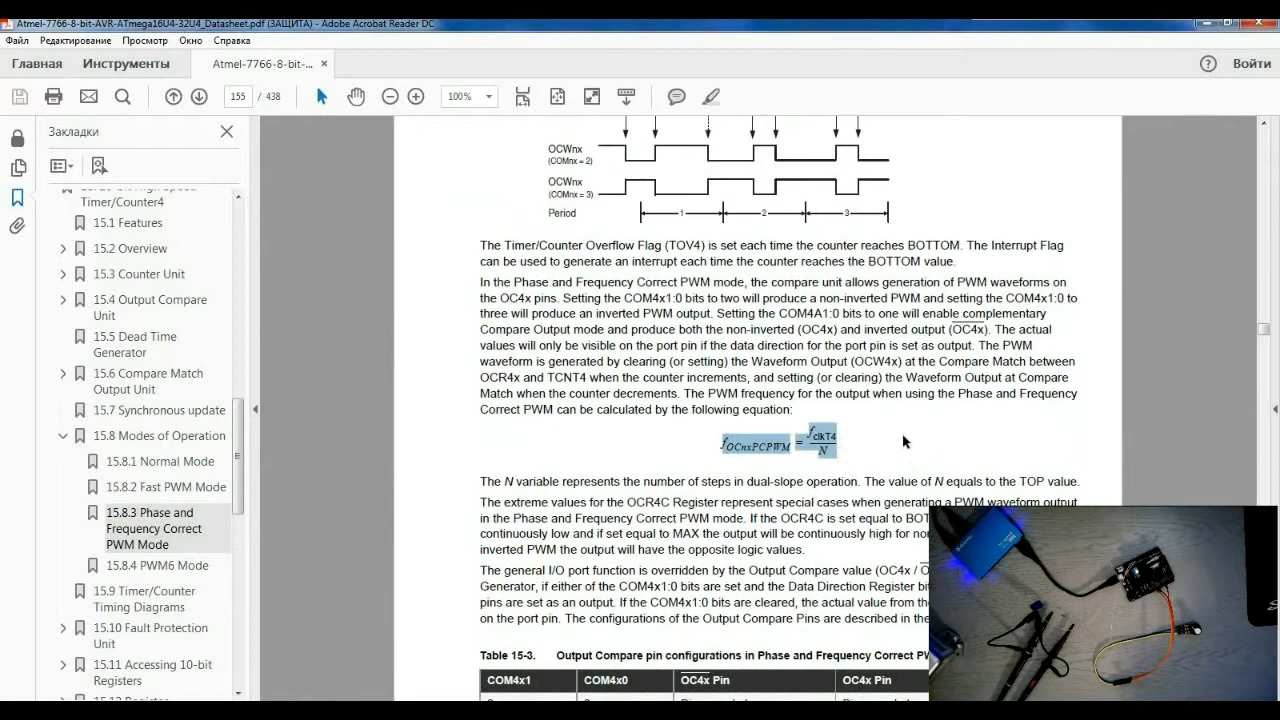 Atmel-7766-8-bit-AVR-ATmega16U4-32U4_Datasheet.pdf (ЗАЩИТА) - Adobe Acrobat Reader DC
Файл Редактирование Просмотр Окно Справка
Главная Инструменты Atmel-7766-8-bit-... × Войти
155 / 438 100%
Закладки
Timer/Counter4
15.1 Features
15.2 Overview
15.3 Counter Unit
15.4 Output Compare
Unit
15.5 Dead Time
Generator
15.6 Compare Match
Output Unit
15.7 Synchronous update
15.8 Modes of Operation
15.8.1 Normal Mode
15.8.2 Fast PWM Mode
15.8.3 Phase and
Frequency Correct
PWM Mode
15.8.4 PWM6 Mode
15.9 Timer/Counter
Timing Diagrams
15.10 Fault Protection
Unit
15.11 Accessing 10-bit
Registers
OCWnx
(COMnx = 2)
OCWnx
(COMnx = 3)
Period 1 2 3
The Timer/Counter Overflow Flag (TOV4) is set each time the counter reaches BOTTOM. The Interrupt Flag
can be used to generate an interrupt each time the counter reaches the BOTTOM value.
In the Phase and Frequency Correct PWM mode, the compare unit allows generation of PWM waveforms on
the OC4x pins. Setting the COM4x1:0 bits to two will produce a non-inverted PWM and setting the COM4x1:0 to
three will produce an inverted PWM output. Setting the COM4A1:0 bits to one will enable complementary
Compare Output mode and produce both the non-inverted (OC4x) and inverted output (OC4x). The actual
values will only be visible on the port pin if the data direction for the port pin is set as output. The PWM
waveform is generated by clearing (or setting) the Waveform Output (OCW4x) at the Compare Match between
OCR4x and TCNT4 when the counter increments, and setting (or clearing) the Waveform Output at Compare
Match when the counter decrements. The PWM frequency for the output when using the Phase and Frequency
Correct PWM can be calculated by the following equation:
fOCnxPCPWM = fclkT4 / N
The N variable represents the number of steps in dual-slope operation. The value of N equals to the TOP value.
The extreme values for the OCR4C Register represent special cases when generating a PWM waveform output
in the Phase and Frequency Correct PWM mode. If the OCR4C is set equal to BOT
continuously low and if set equal to MAX the output will be continuously high for non
inverted PWM the output will have the opposite logic values.
The general I/O port function is overridden by the Output Compare value (OC4x / O
Generator, if either of the COM4x1:0 bits are set and the Data Direction Register bi
pins are set as an output. If the COM4x1:0 bits are cleared, the actual value from the
on the port pin. The configurations of the Output Compare Pins are described in the
Table 15-3. Output Compare pin configurations in Phase and Frequency Correct PW
COM4x1 COM4x0 OC4x Pin OC4x Pin